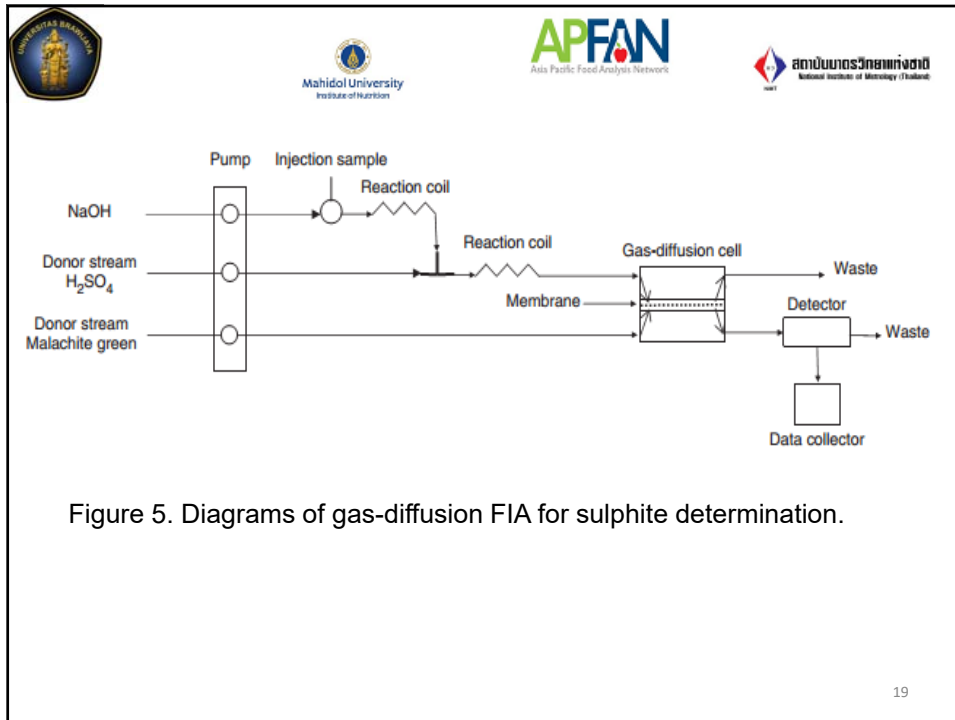 UNIVERSITAS BRAWIJAYA
Mahidol University
Institute of Nutrition
APFAN
Asia Pacific Food Analysis Network
สถาบันมาตรวิทยาแห่งชาติ
National Institute of Metrology (Thailand)
NIMT
Pump
Injection sample
Reaction coil
NaOH
Reaction coil
Gas-diffusion cell
Donor stream
H₂SO₄
Waste
Membrane
Detector
Donor stream
Malachite green
Waste
Data collector
Figure 5. Diagrams of gas-diffusion FIA for sulphite determination.
19